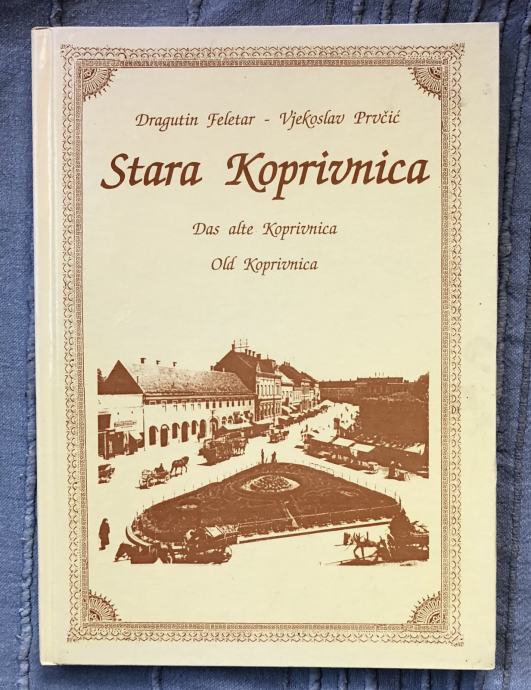 Dragutin Feletar - Vjekoslav Prvčić
Stara Koprivnica
Das alte Koprivnica
Old Koprivnica